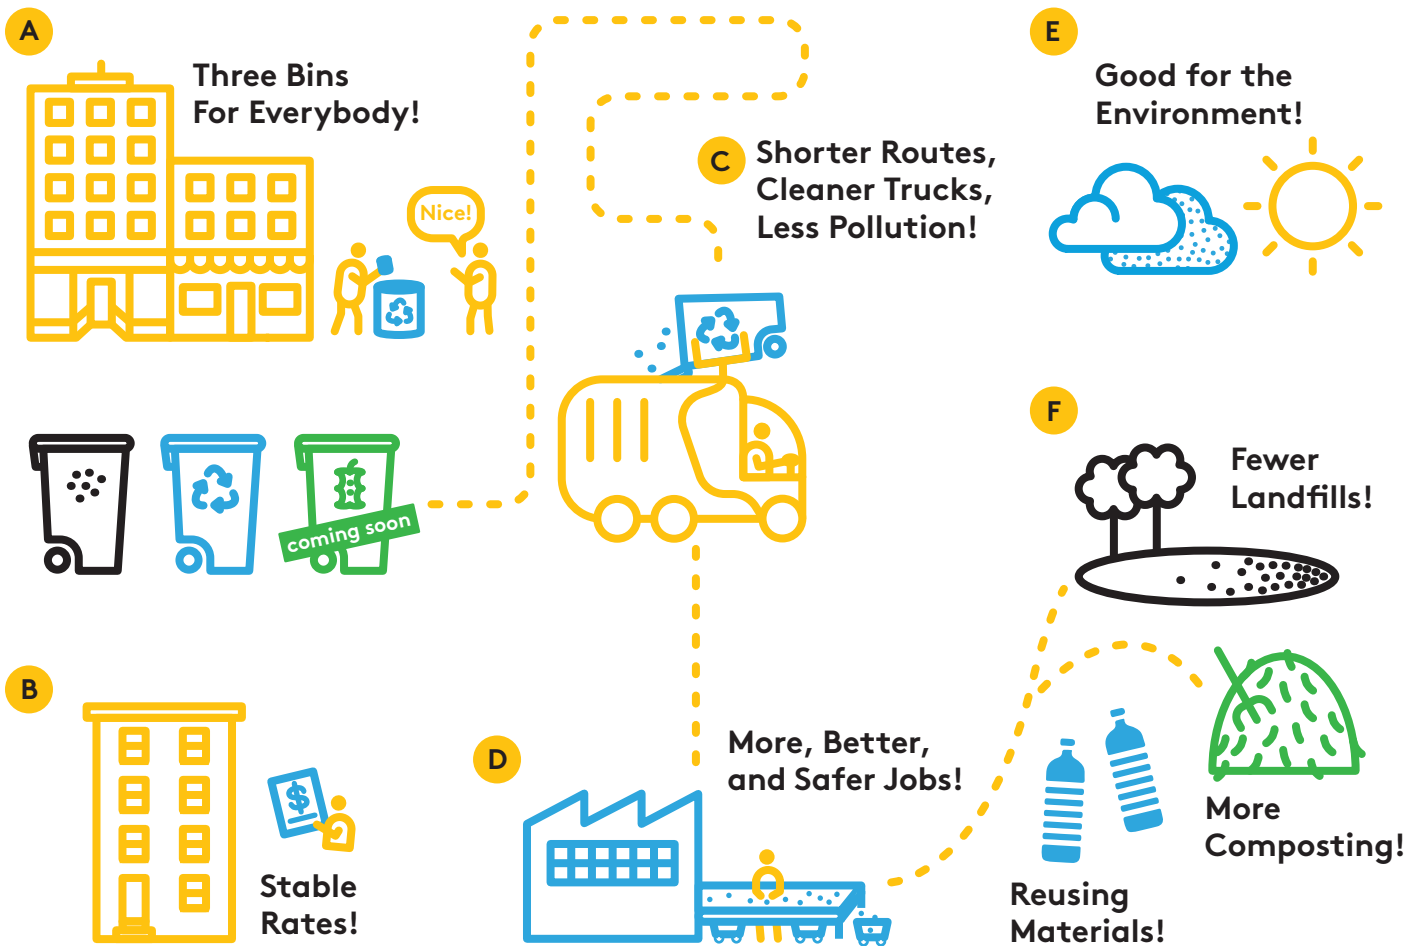 A
Three Bins
For Everybody!
Nice!
coming soon
B
$
Stable
Rates!
C
Shorter Routes,
Cleaner Trucks,
Less Pollution!
D
More, Better,
and Safer Jobs!
E
Good for the
Environment!
F
Fewer
Landfills!
More
Composting!
Reusing
Materials!